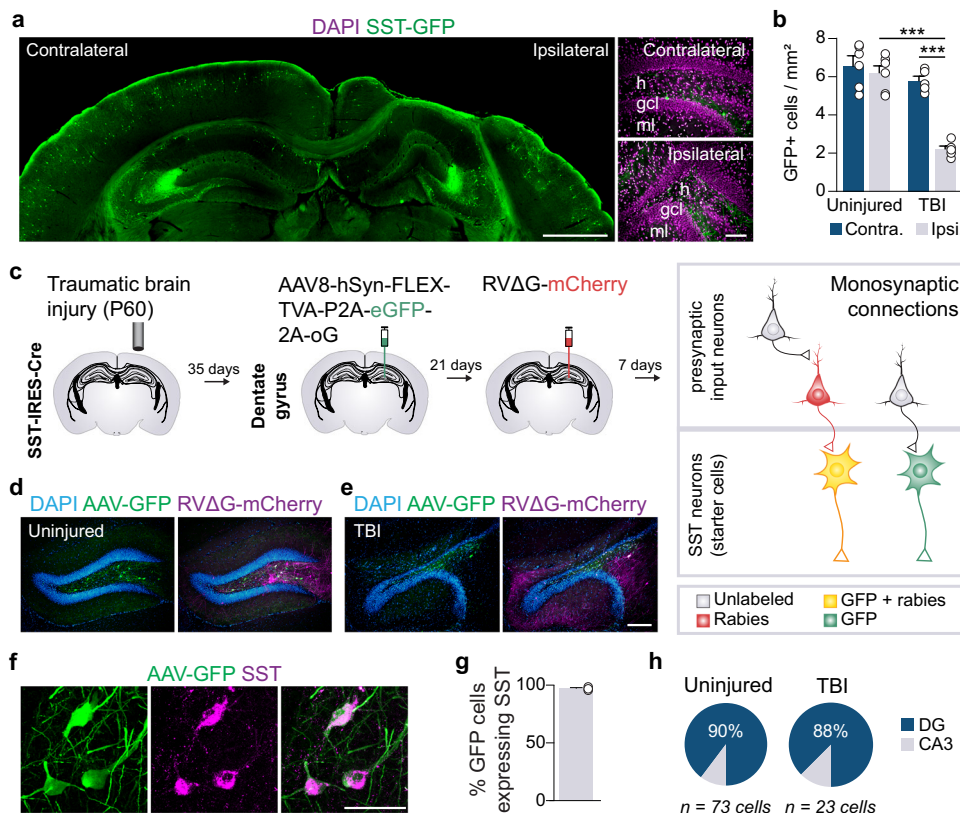 a
DAPI SST-GFP
Contralateral
Ipsilateral
Contralateral
h
gcl
ml
Ipsilateral
h
gcl
ml
b
***
***
GFP+ cells / mm²
8
6
4
2
0
Uninjured
TBI
Contra.
Ipsi
c
SST-IRES-Cre
Traumatic brain
injury (P60)
35 days
AAV8-hSyn-FLEX-
TVA-P2A-eGFP-
2A-oG
Dentate
gyrus
21 days
RVΔG-mCherry
7 days
Monosynaptic
connections
presynaptic
input neurons
SST neurons
(starter cells)
Unlabeled
GFP + rabies
Rabies
GFP
d
DAPI AAV-GFP RVΔG-mCherry
Uninjured
e
DAPI AAV-GFP RVΔG-mCherry
TBI
f
AAV-GFP SST
g
% GFP cells
expressing SST
100
50
0
h
Uninjured
TBI
90%
88%
DG
CA3
n = 73 cells
n = 23 cells